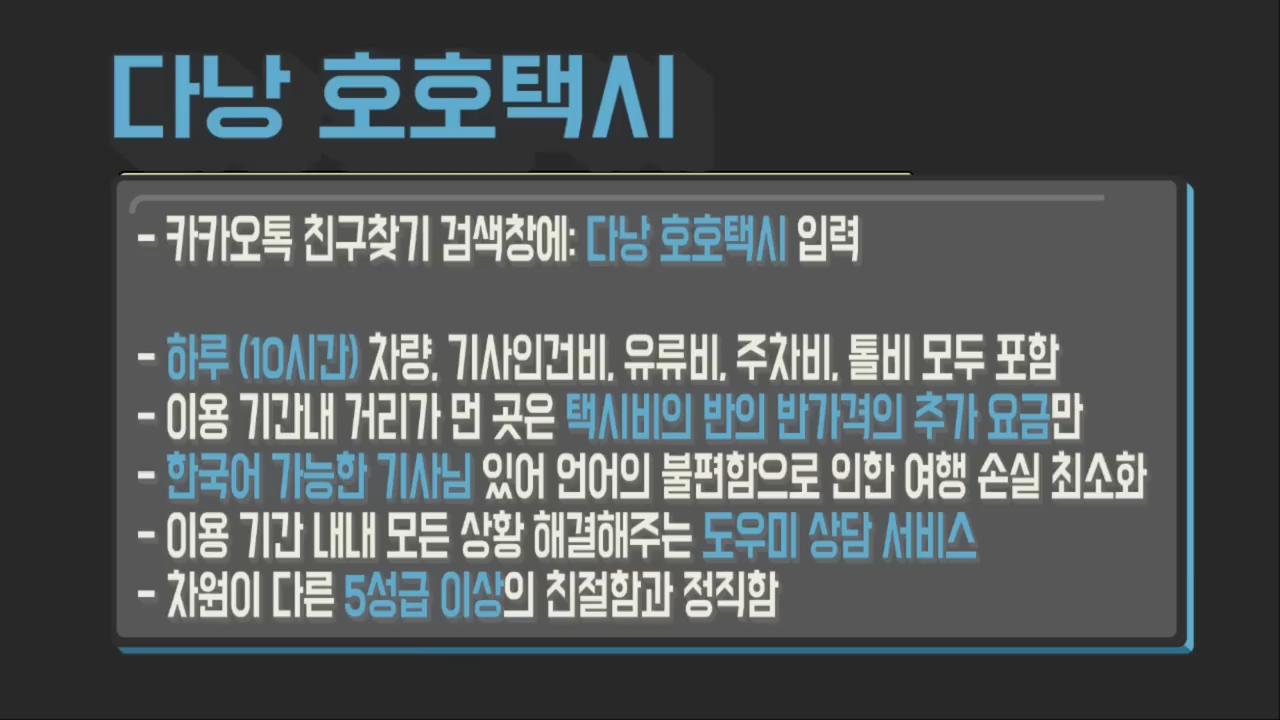 다낭 호호택시
- 카카오톡 친구찾기 검색창에: 다낭 호호택시 입력
- 하루 (10시간) 차량, 기사인건비, 유류비, 주차비, 톨비 모두 포함
- 이용 기간내 거리가 먼 곳은 택시비의 반의 반가격의 추가 요금만
- 한국어 가능한 기사님 있어 언어의 불편함으로 인한 여행 손실 최소화
- 이용 기간 내내 모든 상황 해결해주는 도우미 상담 서비스
- 차원이 다른 5성급 이상의 친절함과 정직함